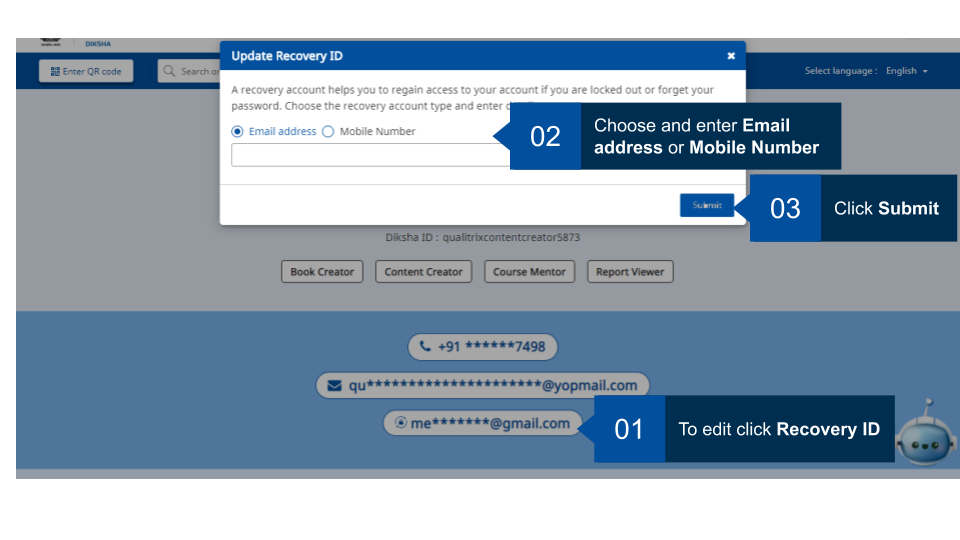 DIKSHA
Enter QR code
Search or
Select language : English
Update Recovery ID
A recovery account helps you to regain access to your account if you are locked out or forget your
password. Choose the recovery account type and enter
Email address Mobile Number
02 Choose and enter Email
address or Mobile Number
Submit
03 Click Submit
Diksha ID : qualitrixcontentcreator5873
Book Creator Content Creator Course Mentor Report Viewer
+91 ******7498
qu*********************@yopmail.com
me*******@gmail.com
01 To edit click Recovery ID